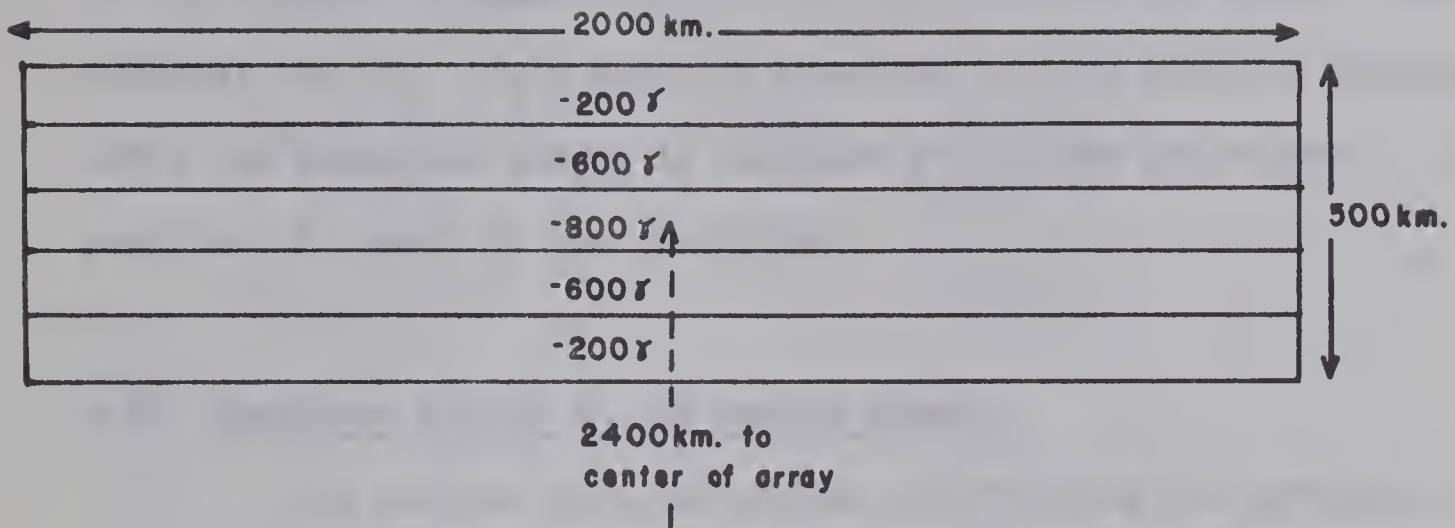 2000 km.
-200 γ
-600 γ
-800 γ
500 km.
-600 γ
-200 γ
2400 km. to
center of array